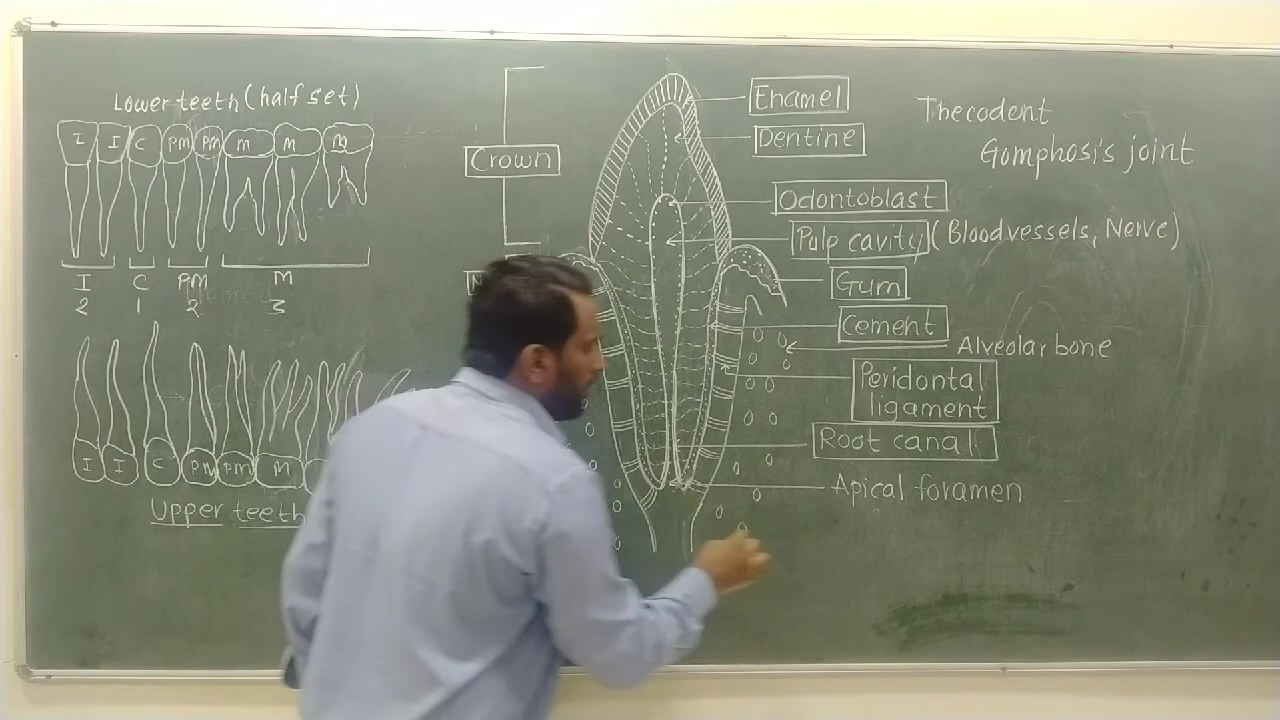 Lower teeth (half set)
I I C PM PM M M M
I C PM M
2 1 2 3
I I C PM PM M
Upper teeth
Crown
N
Enamel
Dentine
Odontoblast
Pulp cavity (Bloodvessels, Nerve)
Gum
Cement
Alveolar bone
Peridontal
ligament
Root canal
Apical foramen
Thecodent
Gomphosi's joint